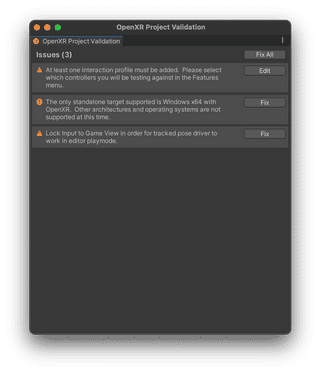 OpenXR Project Validation
OpenXR Project Validation
Issues (3)
Fix All
At least one interaction profile must be added. Please select
which controllers you will be testing against in the Features
menu.
Edit
The only standalone target supported is Windows x64 with
OpenXR. Other architectures and operating systems are not
supported at this time.
Fix
Lock Input to Game View in order for tracked pose driver to
work in editor playmode.
Fix